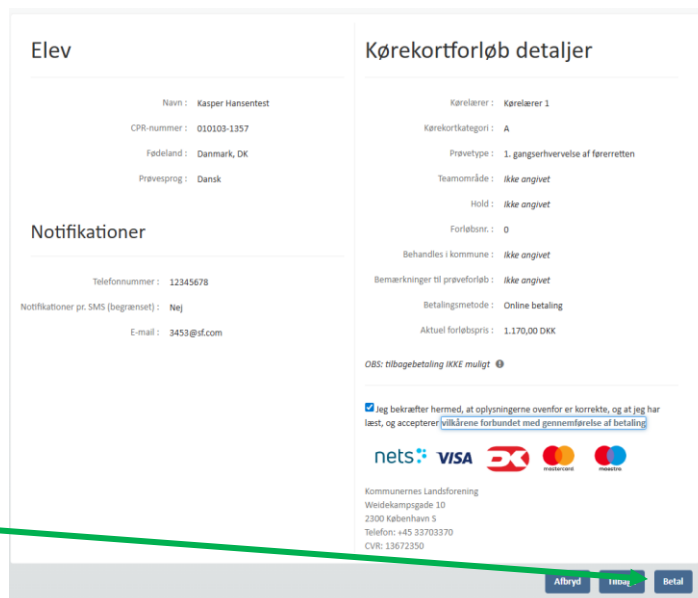 Elev
Navn : Kasper Hansentest
CPR-nummer : 010103-1357
Fødeland : Danmark, DK
Prøvesprog : Dansk
Notifikationer
Telefonnummer : 12345678
Notifikationer pr. SMS (begrænset) : Nej
E-mail : 3453@sf.com
Kørekortforløb detaljer
Kørelærer : Kørelærer 1
Kørekortkategori : A
Prøvetype : 1. gangserhvervelse af førerretten
Teamområde : Ikke angivet
Hold : Ikke angivet
Forløbsnr. : 0
Behandles i kommune : Ikke angivet
Bemærkninger til prøveforløb : Ikke angivet
Betalingsmetode : Online betaling
Aktuel forløbspris : 1.170,00 DKK
OBS: tilbagebetaling IKKE muligt
Jeg bekræfter hermed, at oplysningerne ovenfor er korrekte, og at jeg har
læst, og accepterer vilkårene forbundet med gennemførelse af betaling
nets VISA DK mastercard maestro
Kommunernes Landsforening
Weidekampsgade 10
2300 København S
Telefon: +45 33703370
CVR: 13672350
Afbryd Betal